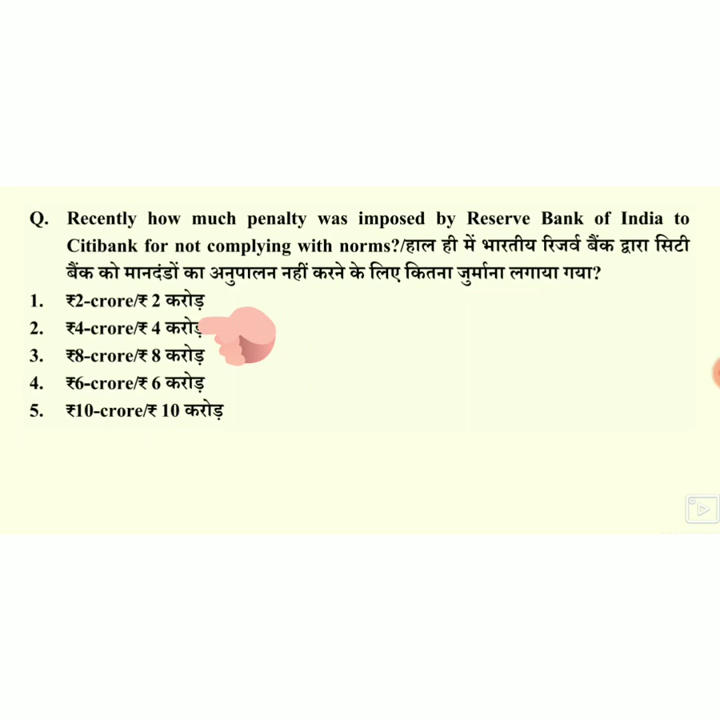 Q. Recently how much penalty was imposed by Reserve Bank of India to
Citibank for not complying with norms?/हाल ही में भारतीय रिजर्व बैंक द्वारा सिटी
बैंक को मानदंडों का अनुपालन नहीं करने के लिए कितना जुर्माना लगाया गया?
1. ₹2-crore/₹ 2 करोड़
2. ₹4-crore/₹ 4 करोड़
3. ₹8-crore/₹ 8 करोड़
4. ₹6-crore/₹ 6 करोड़
5. ₹10-crore/₹ 10 करोड़